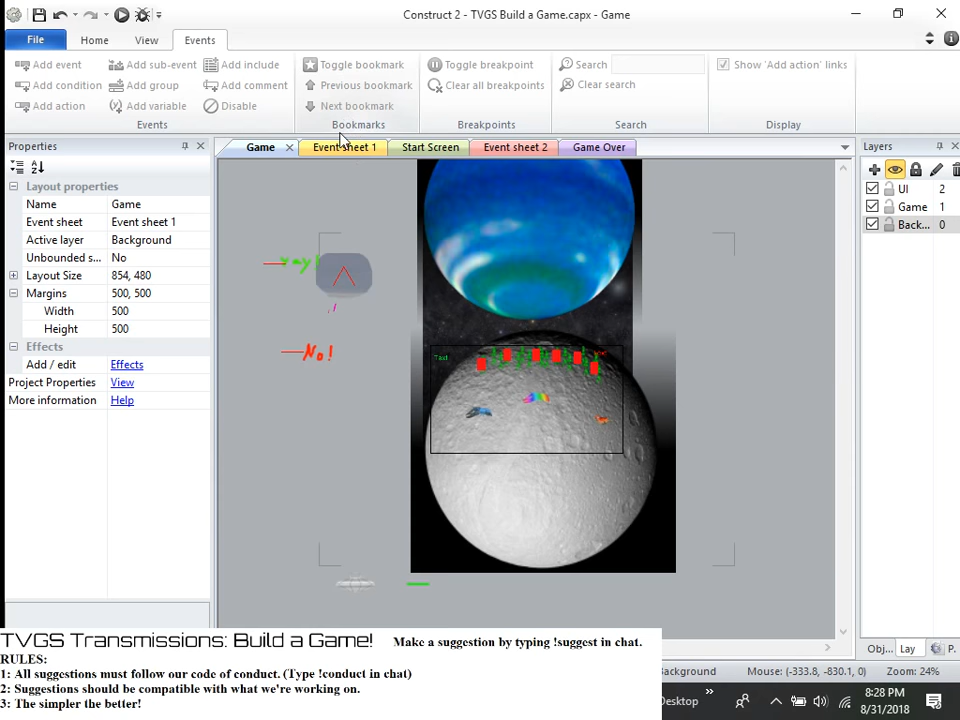 Construct 2 - TVGS Build a Game.capx - Game
File Home View Events
Add event Add sub-event Add include Toggle bookmark Toggle breakpoint Search Show 'Add action' links
Add condition Add group Add comment Previous bookmark Clear all breakpoints Clear search
Add action Add variable Disable Next bookmark
Events Bookmarks Breakpoints Search Display
Properties Game Event sheet 1 Start Screen Event sheet 2 Game Over Layers
Layout properties
Name Game
Event sheet Event sheet 1
Active layer Background
Unbounded s... No
Layout Size 854, 480
Margins 500, 500
Width 500
Height 500
Effects
Add / edit Effects
Project Properties View
More information Help
UI 2
Game 1
Back... 0
Yay!
No!
Text
Obj... Lay P.
Background Mouse: (-333.8, -830.1, 0) Zoom: 24%
TVGS Transmissions: Build a Game! Make a suggestion by typing !suggest in chat.
RULES:
1: All suggestions must follow our code of conduct. (Type !conduct in chat)
2: Suggestions should be compatible with what we're working on.
3: The simpler the better!
Desktop
8:28 PM
8/31/2018